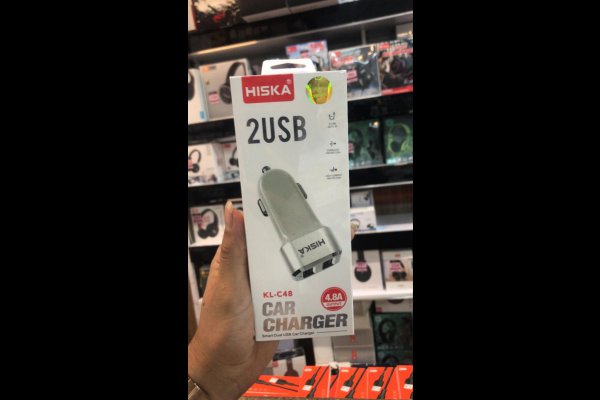 HISKA
2USB
HISKA
KL-C48
4.8A
CAR
CHARGER
Smart Dual USB Car Charger